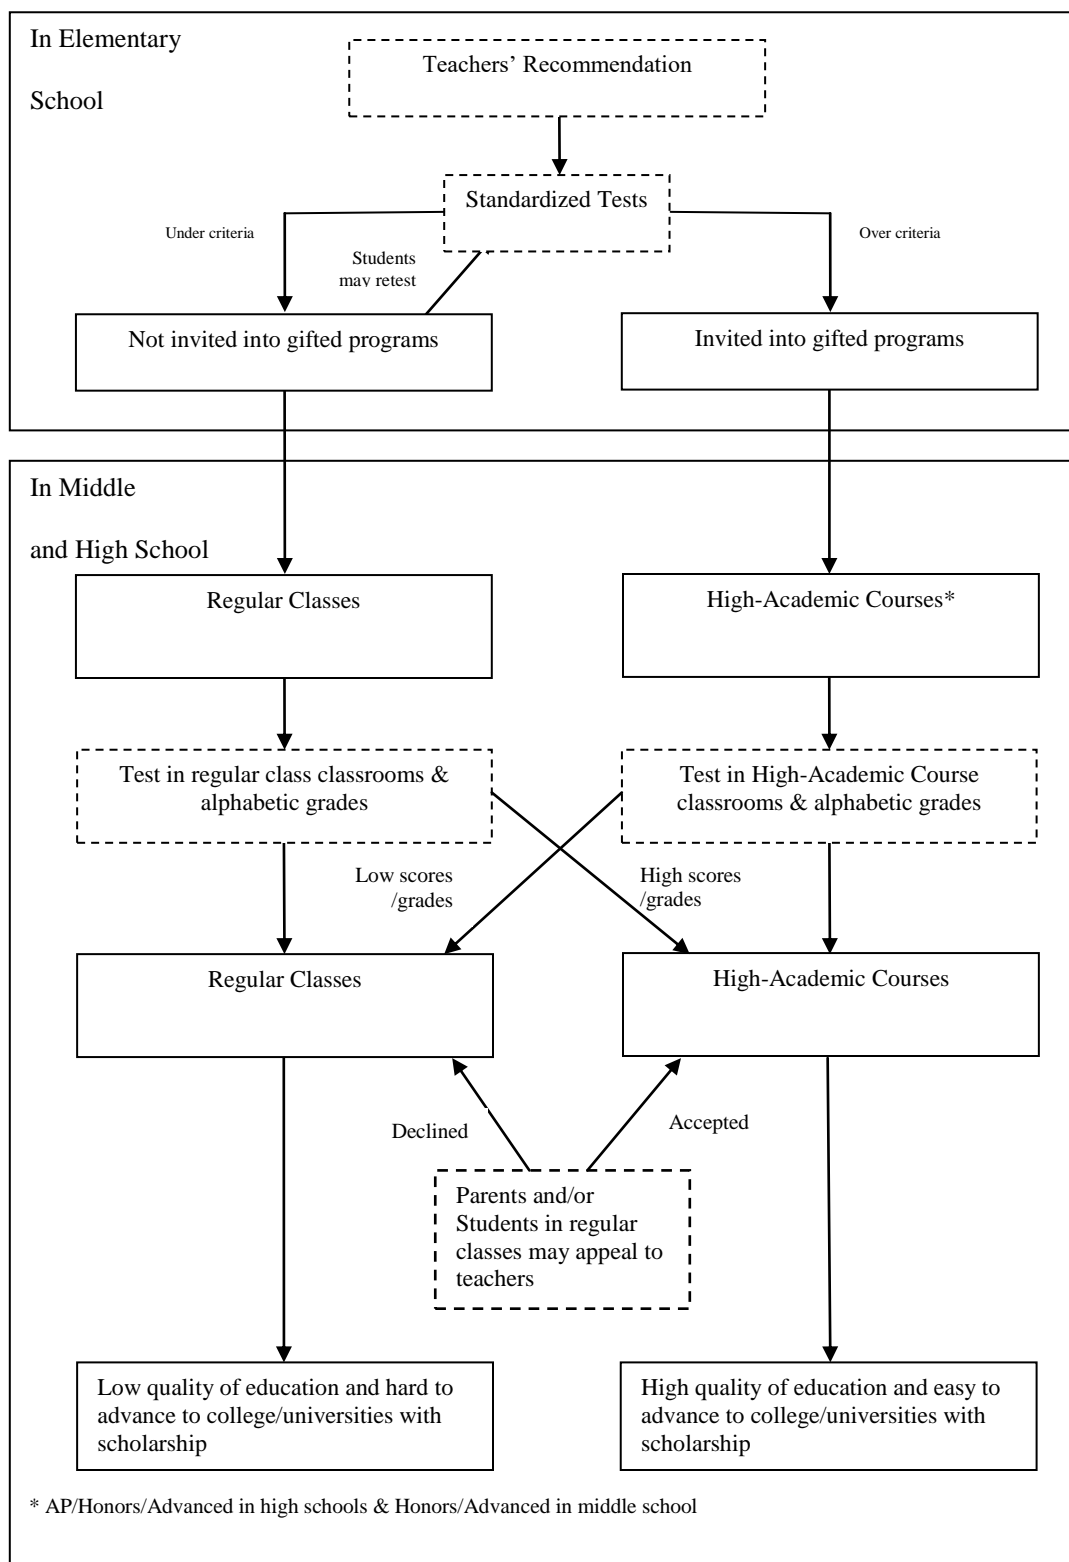 In Elementary
School
Teachers’ Recommendation
Standardized Tests
Under criteria
Over criteria
Students
may retest
Not invited into gifted programs
Invited into gifted programs
In Middle
and High School
Regular Classes
High-Academic Courses*
Test in regular class classrooms &
alphabetic grades
Test in High-Academic Course
classrooms & alphabetic grades
Low scores
/grades
High scores
/grades
Regular Classes
High-Academic Courses
Declined
Accepted
Parents and/or
Students in regular
classes may appeal to
teachers
Low quality of education and hard to
advance to college/universities with
scholarship
High quality of education and easy to
advance to college/universities with
scholarship
* AP/Honors/Advanced in high schools & Honors/Advanced in middle school